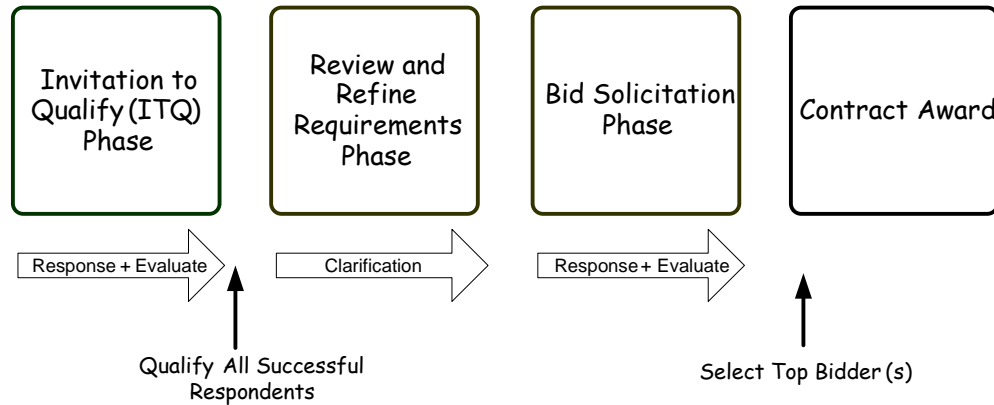 Invitation to
Qualify (ITQ)
Phase
Review and
Refine
Requirements
Phase
Bid Solicitation
Phase
Contract Award
Response + Evaluate
Clarification
Response + Evaluate
Qualify All Successful
Respondents
Select Top Bidder (s)